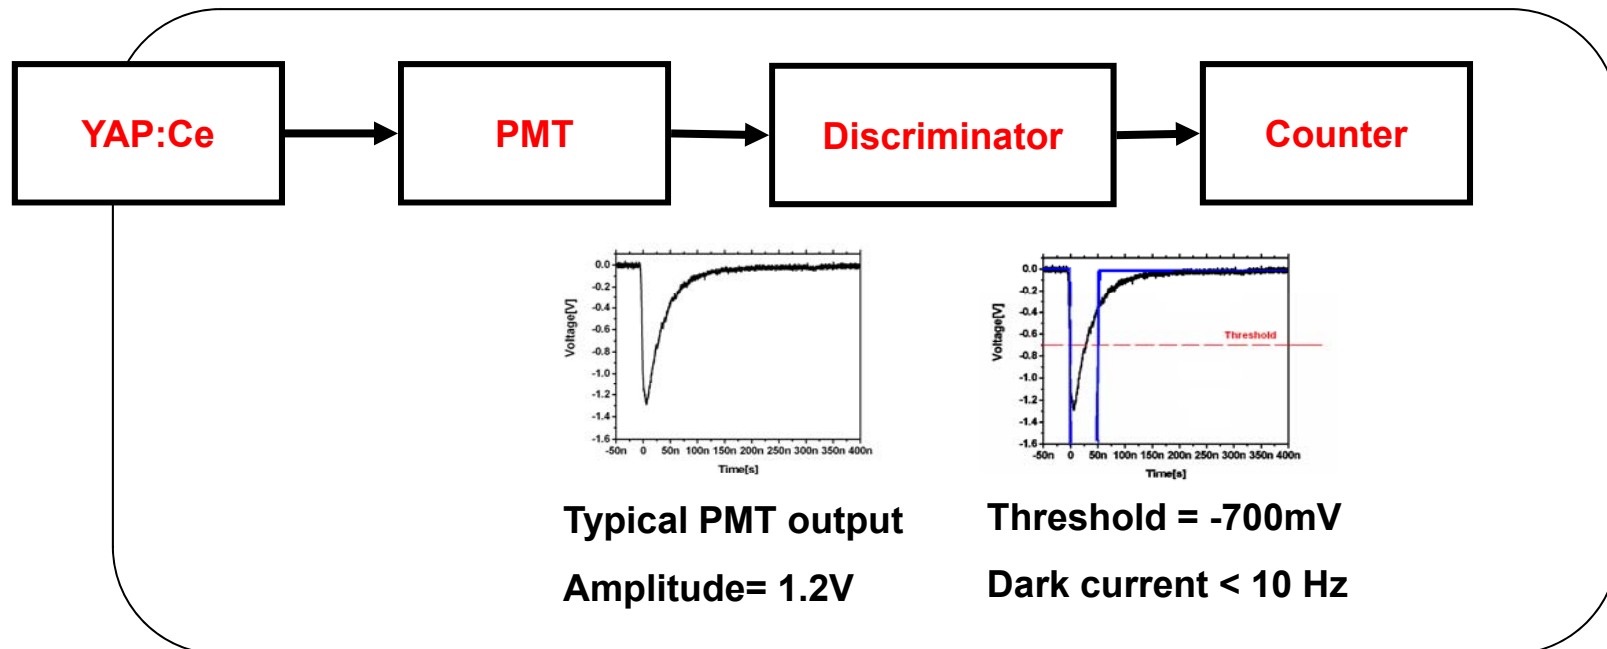 YAP:Ce
PMT
Discriminator
Counter
0.0
-0.2
-0.4
-0.6
-0.8
-1.0
-1.2
-1.4
-1.6
Voltage[V]
-50n 0 50n 100n 150n 200n 250n 300n 350n 400n
Time[s]
0.0
-0.2
-0.4
-0.6
-0.8
-1.0
-1.2
-1.4
-1.6
Voltage[V]
Threshold
-50n 0 50n 100n 150n 200n 250n 300n 350n 400n
Time[s]
Typical PMT output
Amplitude= 1.2V
Threshold = -700mV
Dark current < 10 Hz